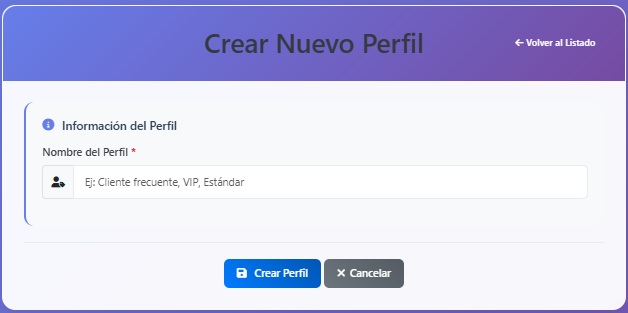 Crear Nuevo Perfil
Volver al Listado
Información del Perfil
Nombre del Perfil *
Ej: Cliente frecuente, VIP, Estándar
Crear Perfil
Cancelar